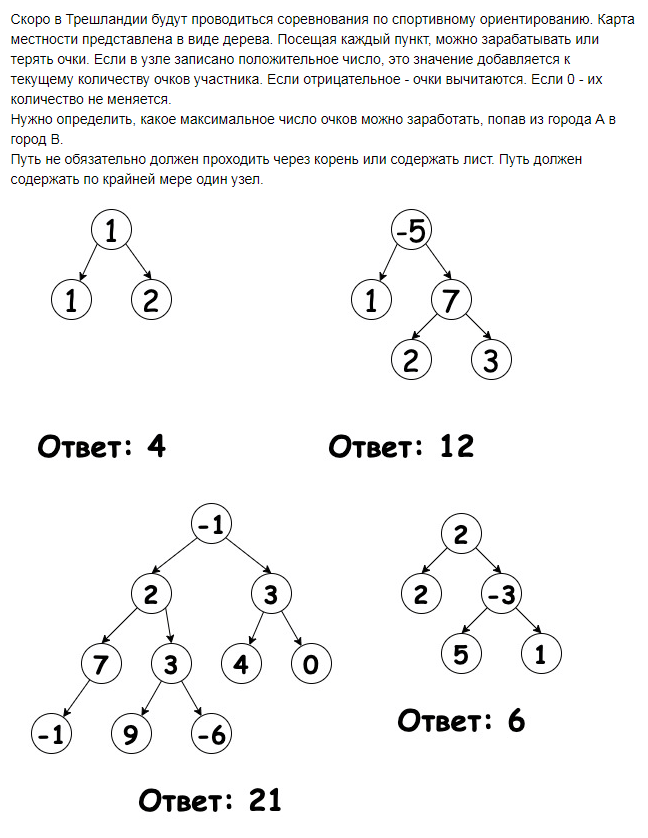 Скоро в Трешландии будут проводиться соревнования по спортивному ориентированию. Карта
местности представлена в виде дерева. Посещая каждый пункт, можно зарабатывать или
терять очки. Если в узле записано положительное число, это значение добавляется к
текущему количеству очков участника. Если отрицательное - очки вычитаются. Если 0 - их
количество не меняется.
Нужно определить, какое максимальное число очков можно заработать, попав из города A в
город B.
Путь не обязательно должен проходить через корень или содержать лист. Путь должен
содержать по крайней мере один узел.
1
1 2
Ответ: 4
-5
1 7
2 3
Ответ: 12
-1
2 3
7 3 4 0
-1 9 -6
Ответ: 21
2
2 -3
5 1
Ответ: 6